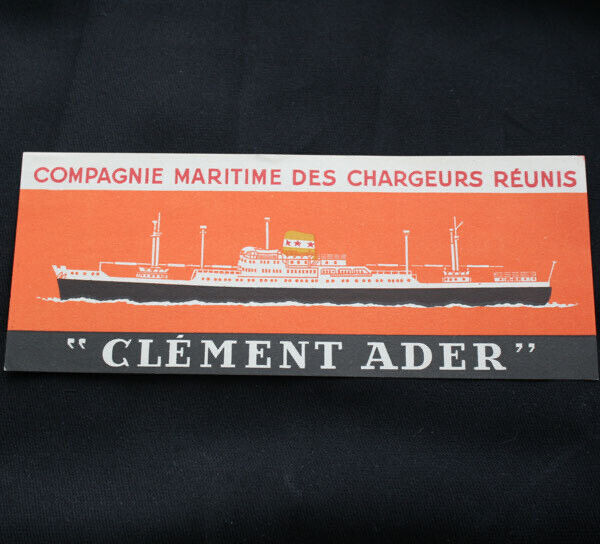 COMPAGNIE MARITIME DES CHARGEURS RÉUNIS
“ CLÉMENT ADER ”